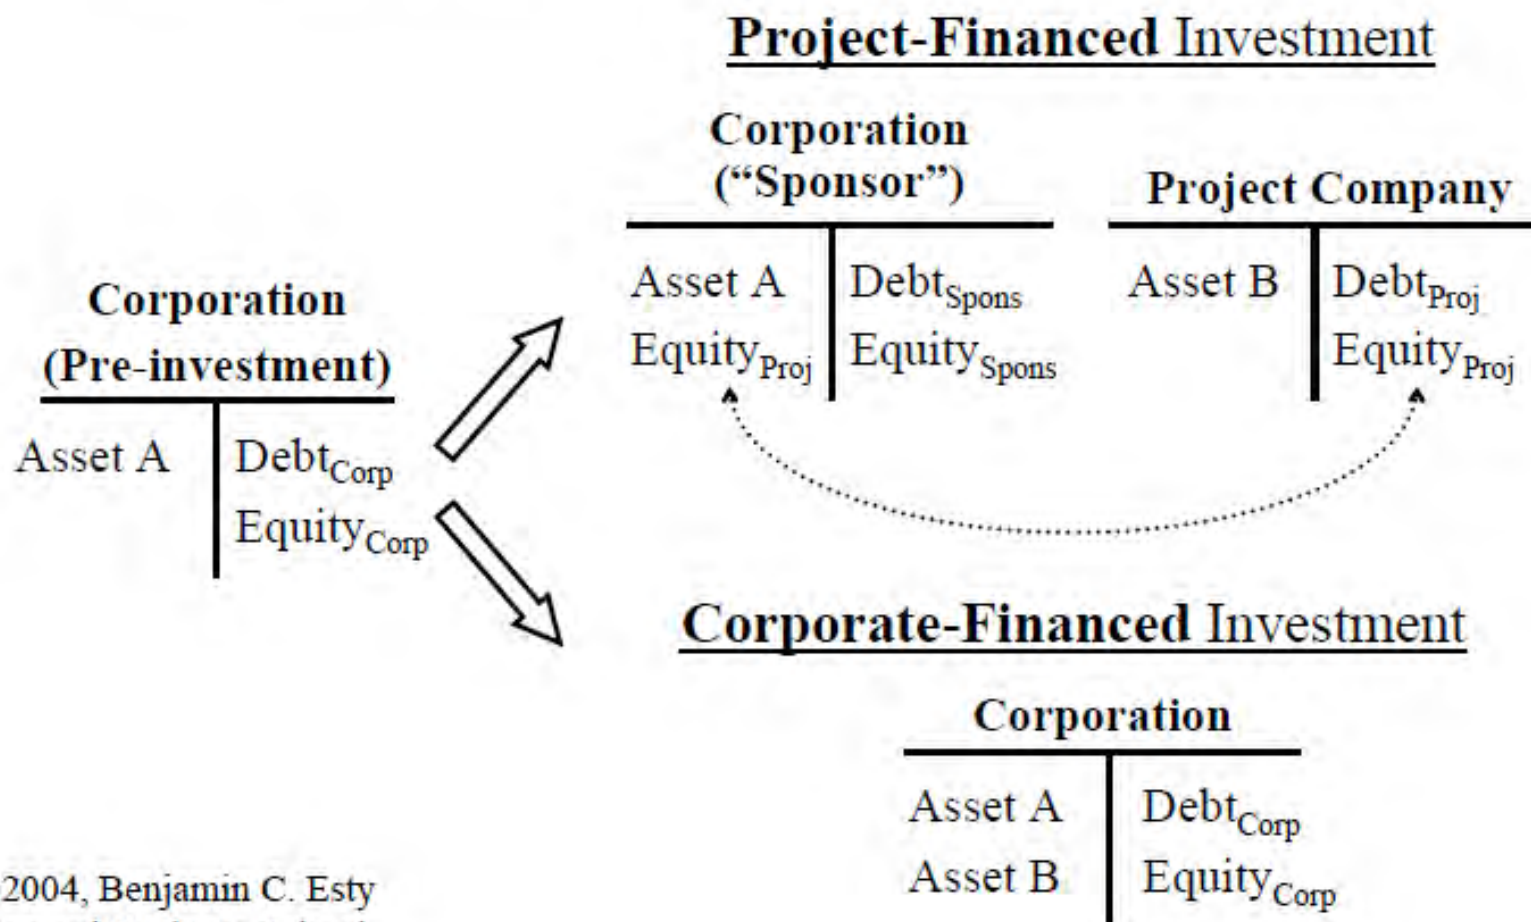 Project-Financed Investment
Corporation
(“Sponsor”)
Project Company
Asset A
Debt_Spons
Equity_Proj
Equity_Spons
Asset B
Debt_Proj
Equity_Proj
Corporation
(Pre-investment)
Asset A
Debt_Corp
Equity_Corp
Corporate-Financed Investment
Corporation
Asset A
Debt_Corp
Asset B
Equity_Corp
2004, Benjamin C. Esty